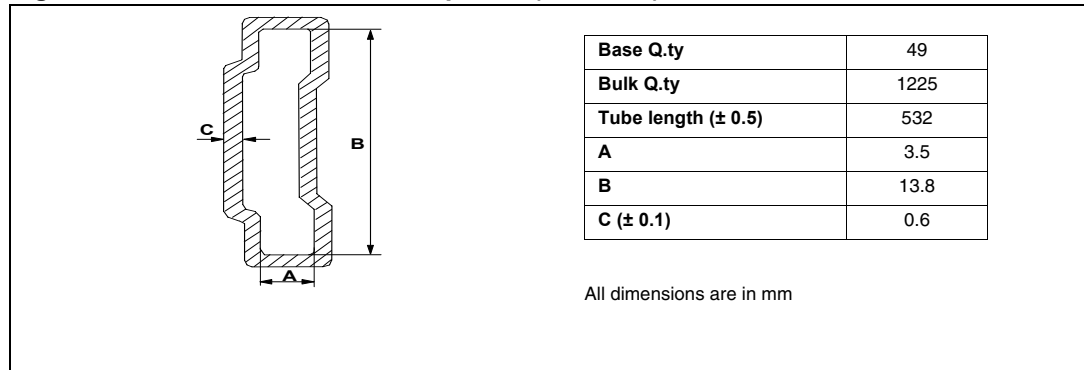 C
B
A
Base Q.ty 49
Bulk Q.ty 1225
Tube length (± 0.5) 532
A 3.5
B 13.8
C (± 0.1) 0.6
All dimensions are in mm